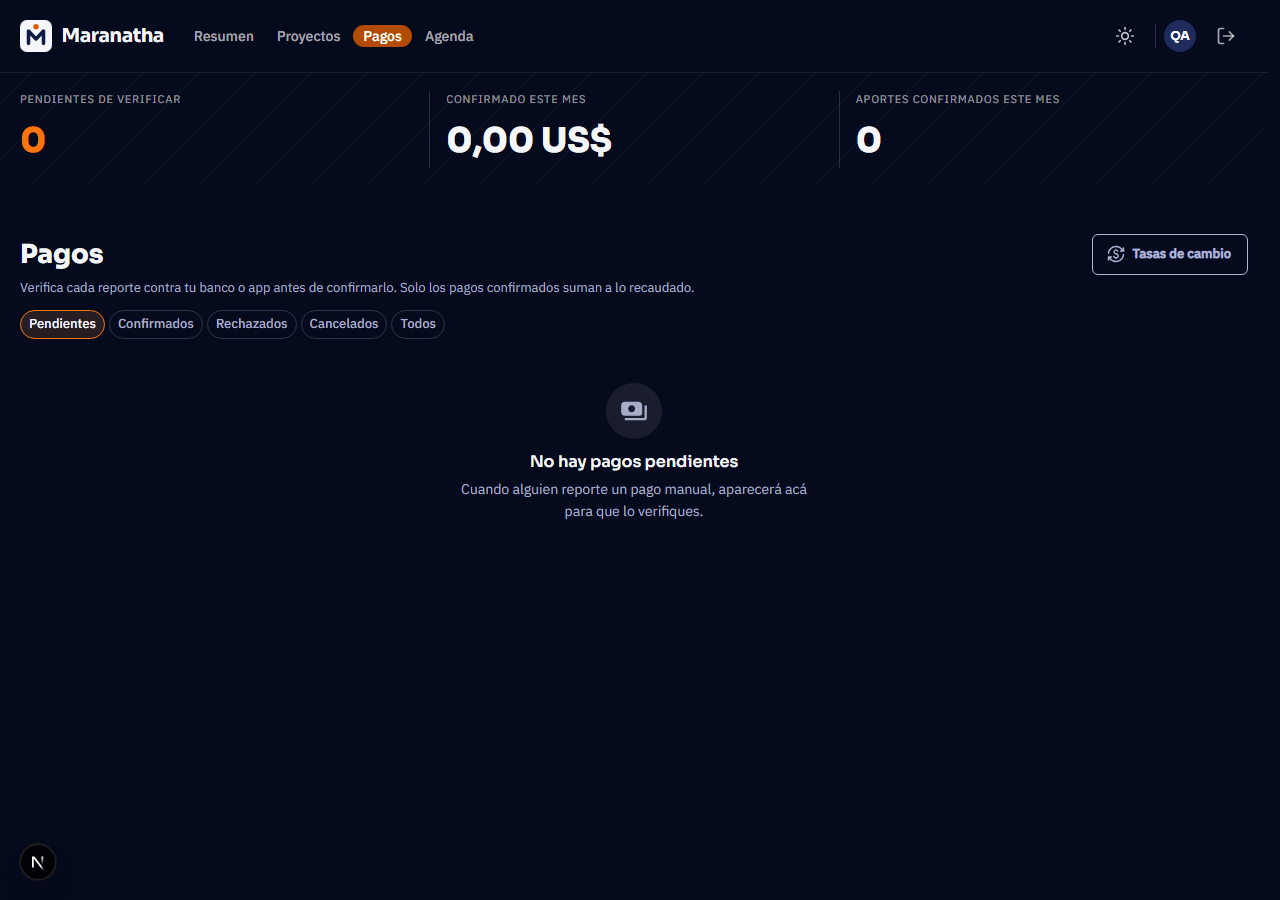 Maranatha
Resumen
Proyectos
Pagos
Agenda
QA
PENDIENTES DE VERIFICAR
0
CONFIRMADO ESTE MES
0,00 US$
APORTES CONFIRMADOS ESTE MES
0
Pagos
Tasas de cambio
Verifica cada reporte contra tu banco o app antes de confirmarlo. Solo los pagos confirmados suman a lo recaudado.
Pendientes
Confirmados
Rechazados
Cancelados
Todos
No hay pagos pendientes
Cuando alguien reporte un pago manual, aparecerá acá
para que lo verifiques.
N